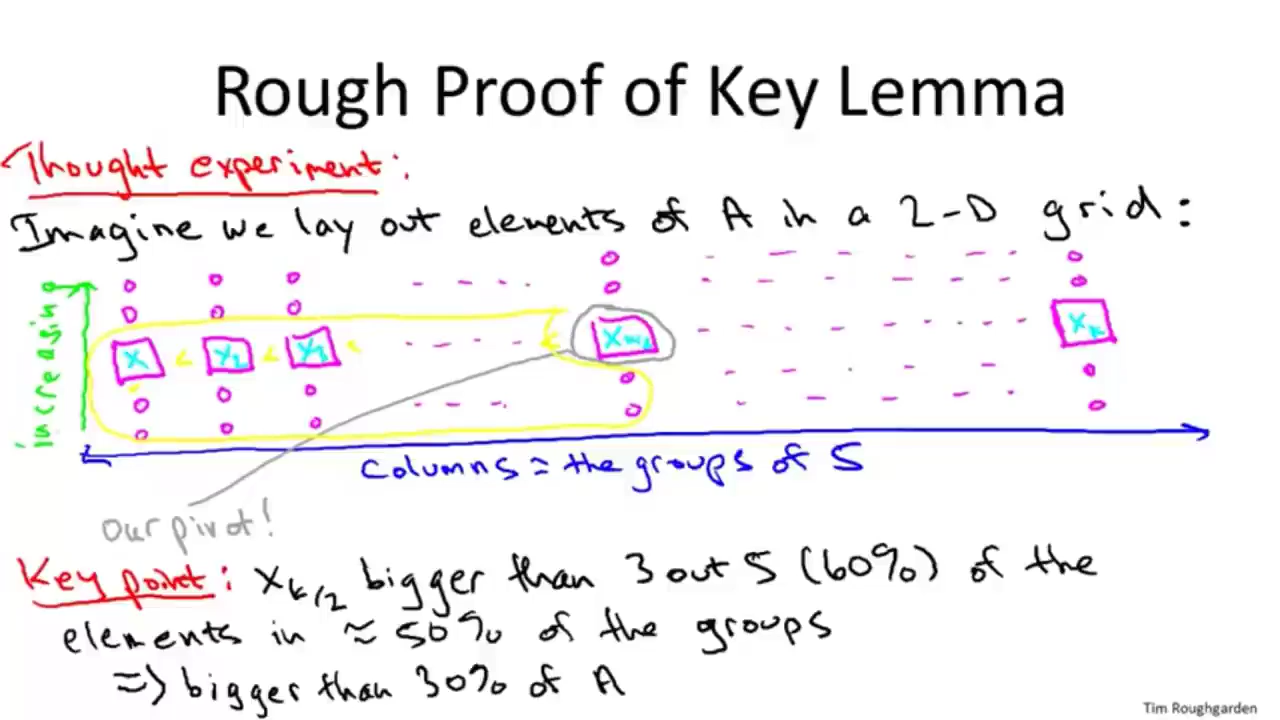 Rough Proof of Key Lemma
Thought experiment:
Imagine we lay out elements of A in a 2-D grid:
increasing
x₁ < x₂ < x₃ <
xₖ
columns = the groups of 5
our pivot!
Key point: xₖ/₂ bigger than 3 out 5 (60%) of the
elements in ≈ 50% of the groups
=> bigger than 30% of A
Tim Roughgarden